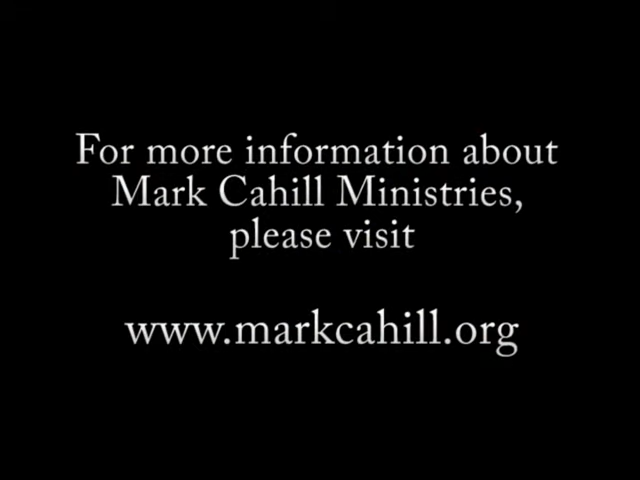 For more information about
Mark Cahill Ministries,
please visit
www.markcahill.org